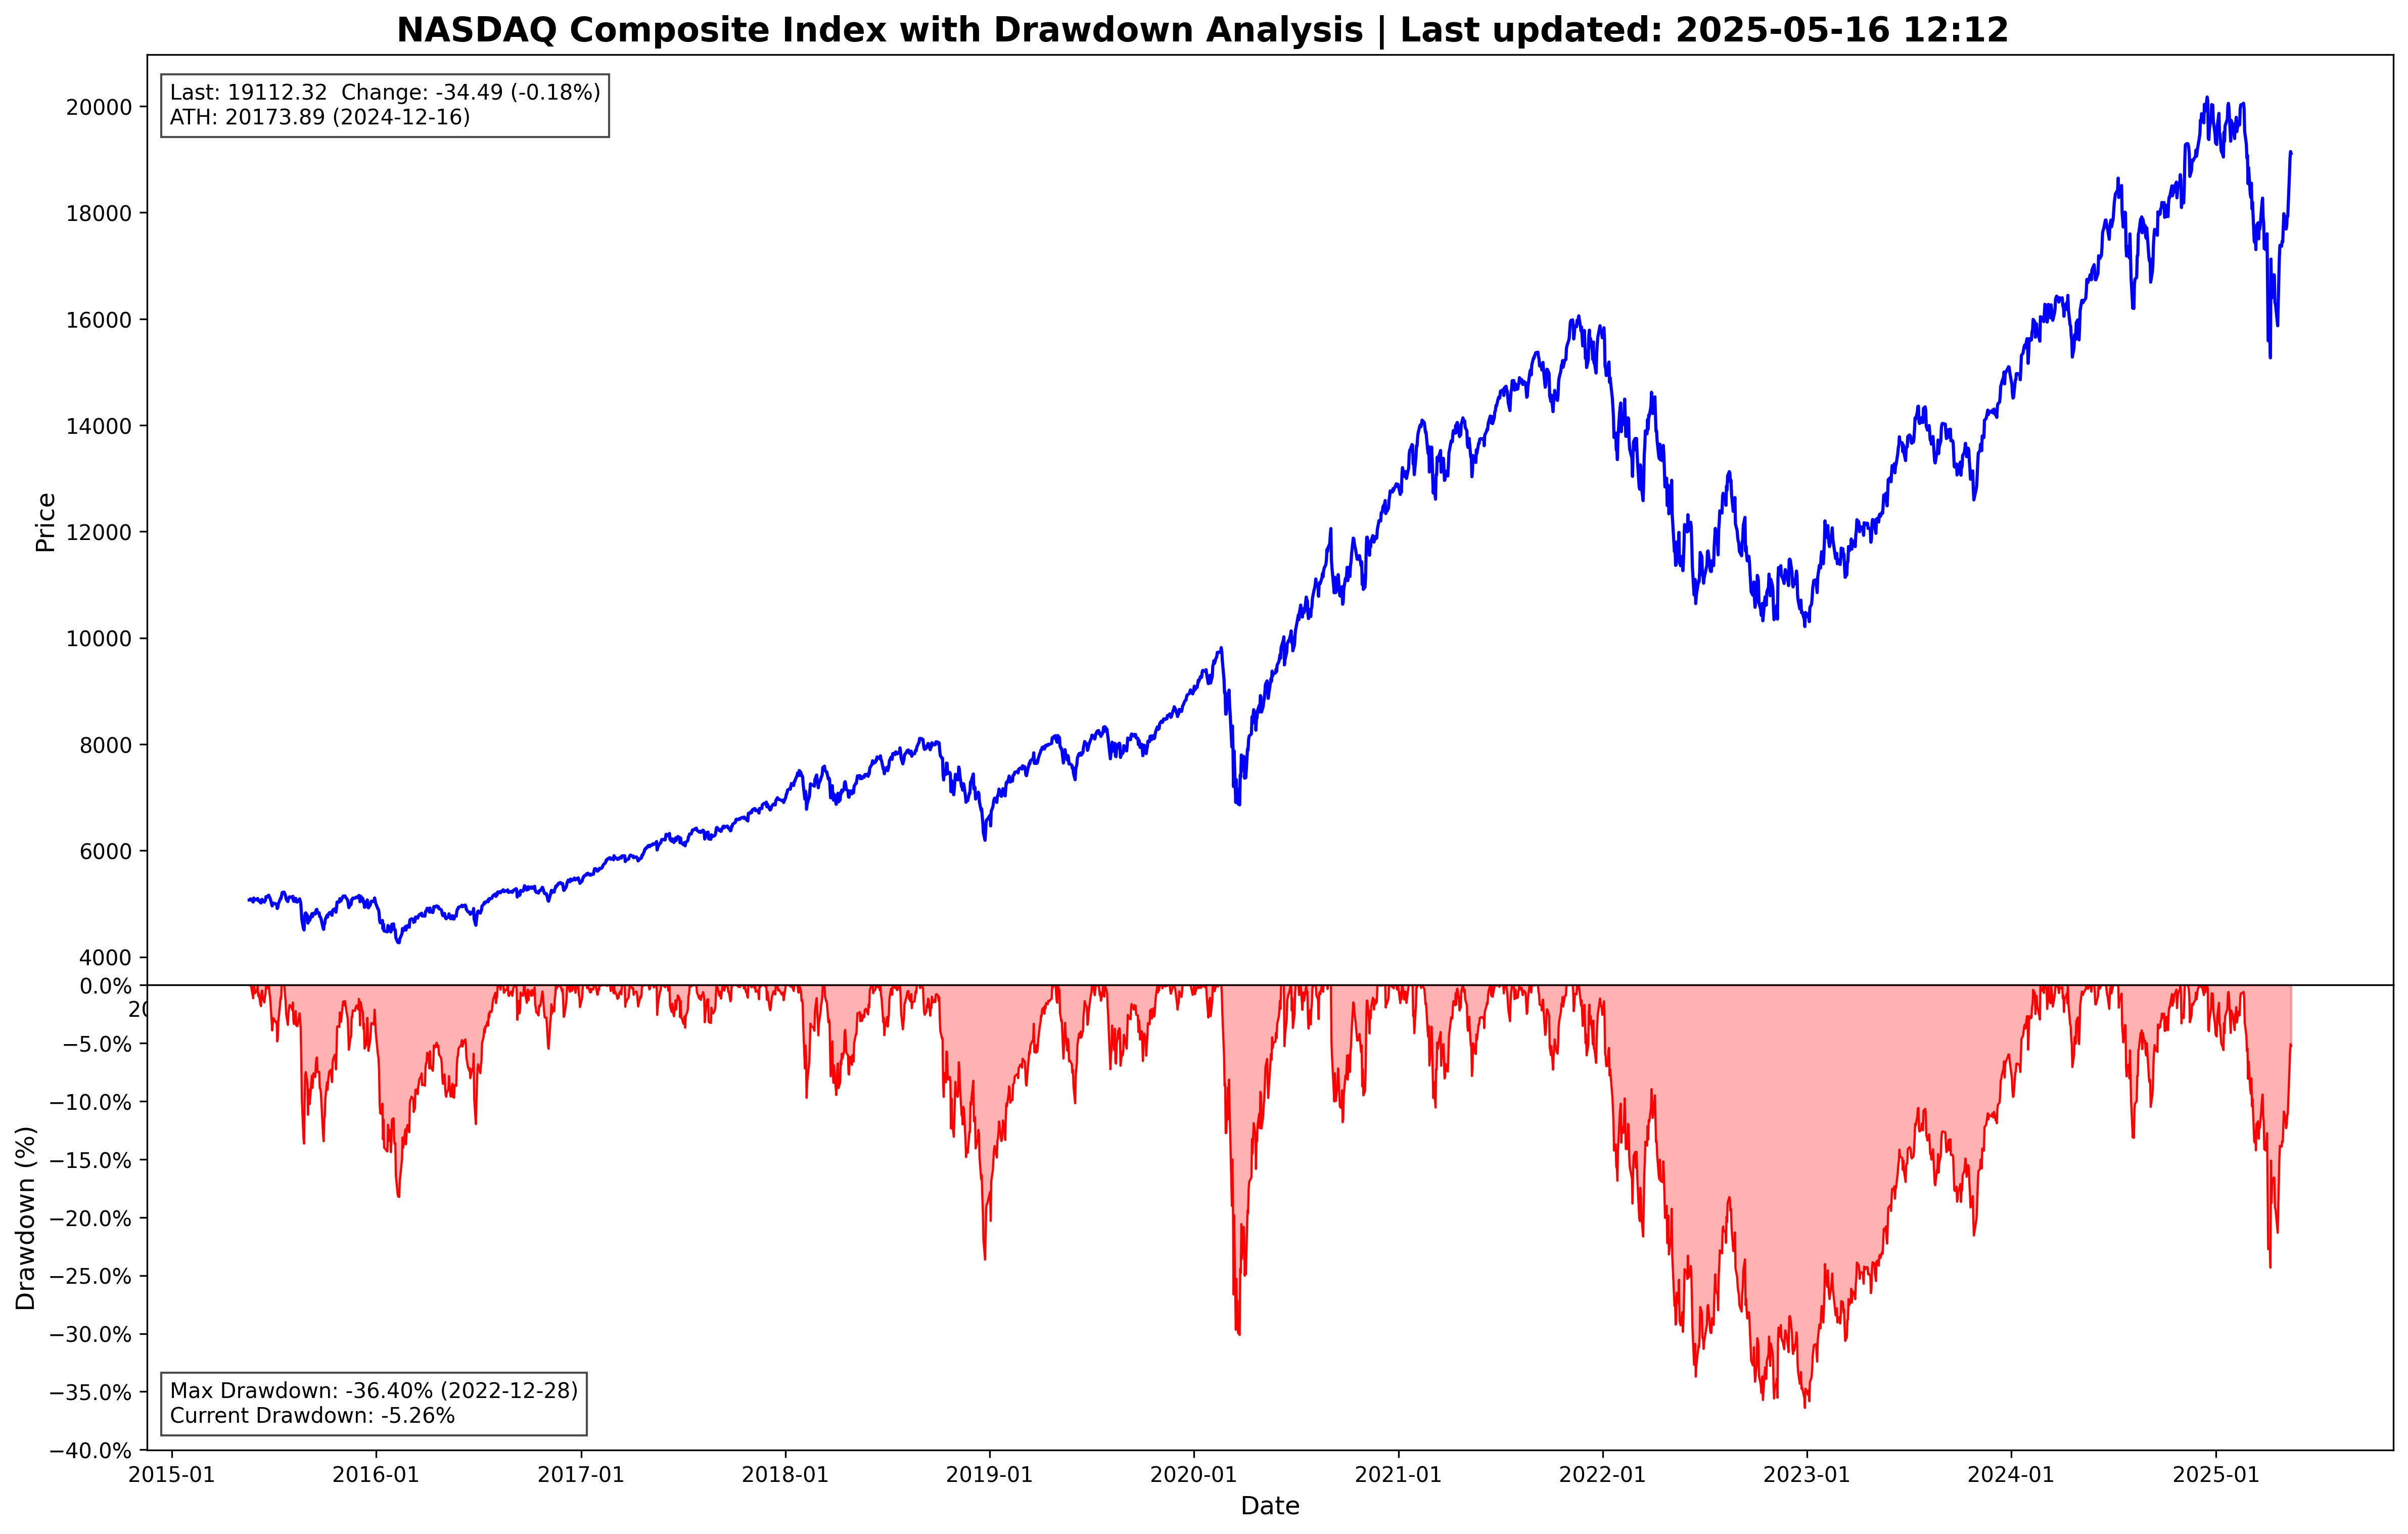 NASDAQ Composite Index with Drawdown Analysis | Last updated: 2025-05-16 12:12
Last: 19112.32  Change: -34.49 (-0.18%)
ATH: 20173.89 (2024-12-16)
Price
20000
18000
16000
14000
12000
10000
8000
6000
4000
20
Drawdown (%)
0.0%
−5.0%
−10.0%
−15.0%
−20.0%
−25.0%
−30.0%
−35.0%
−40.0%
Max Drawdown: -36.40% (2022-12-28)
Current Drawdown: -5.26%
2015-01 2016-01 2017-01 2018-01 2019-01 2020-01 2021-01 2022-01 2023-01 2024-01 2025-01
Date